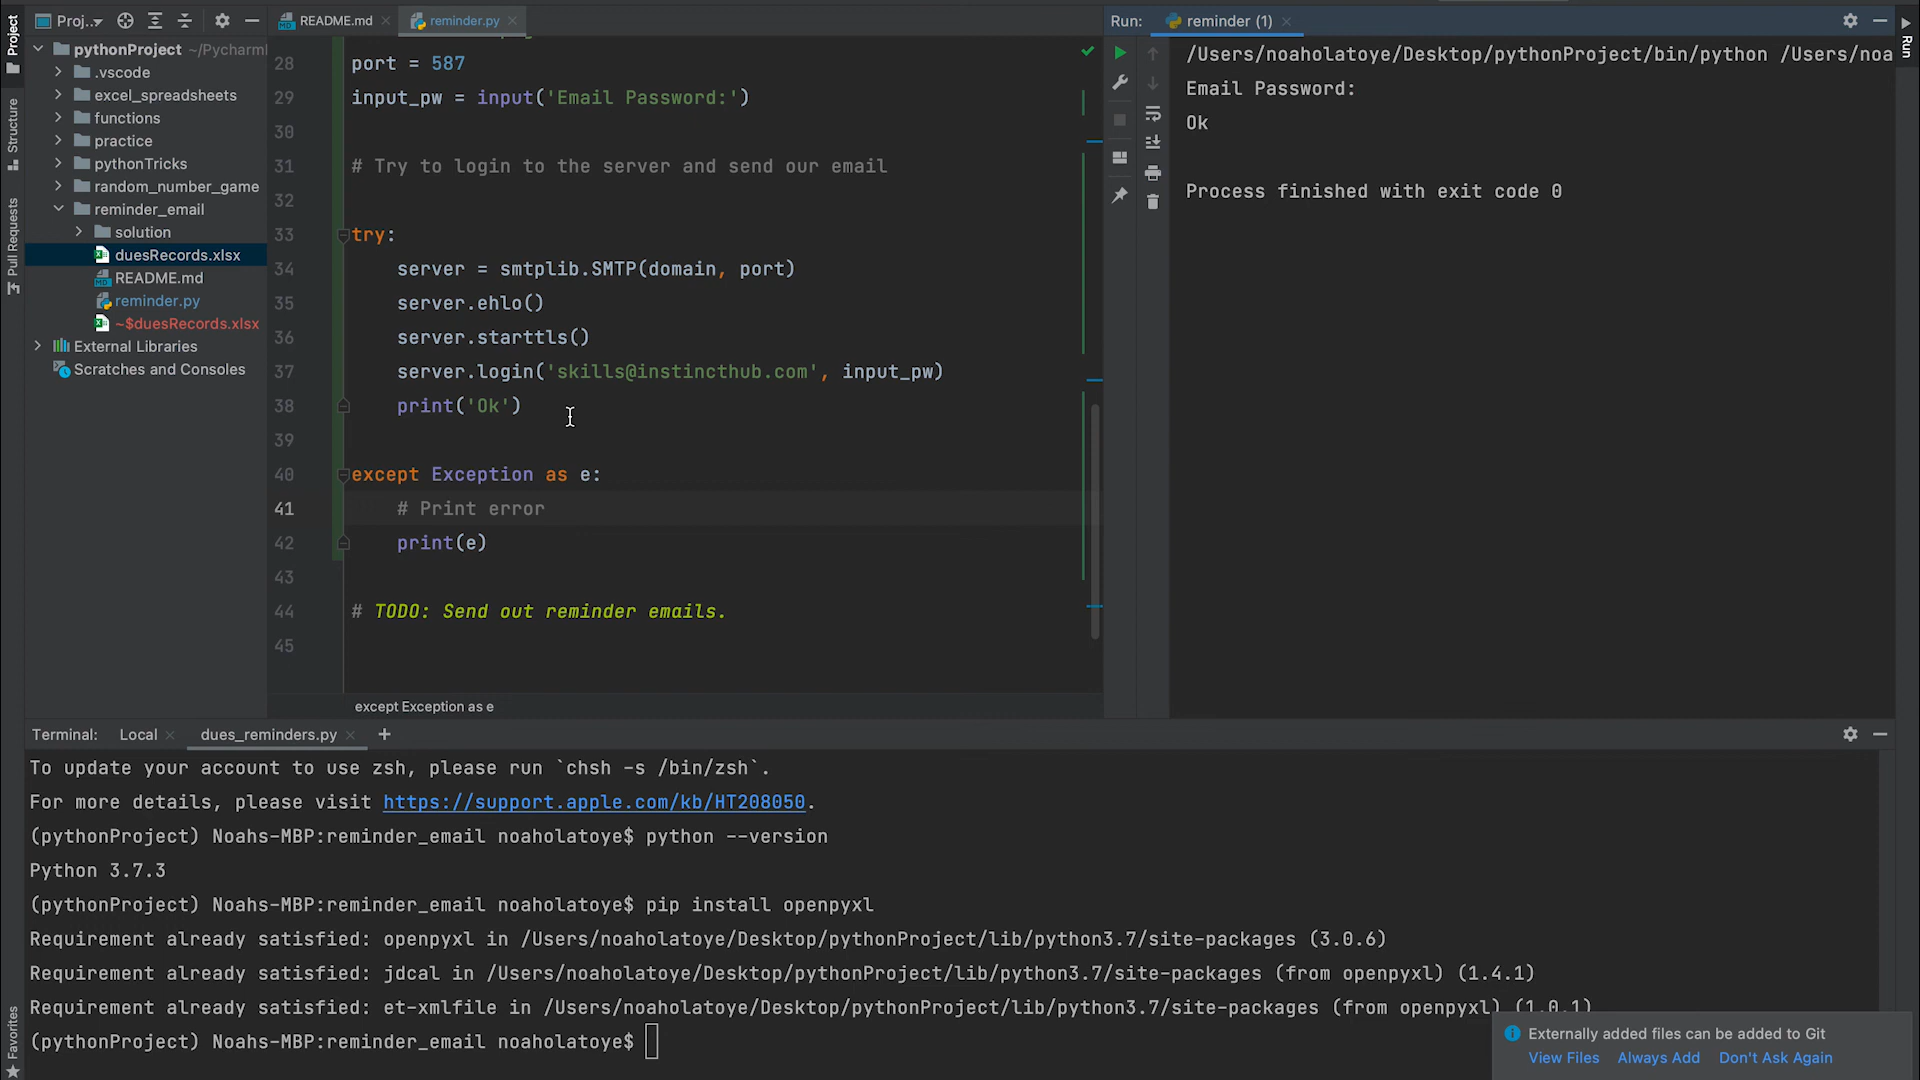 Project
Structure
Pull Requests
Favorites
Proj..
pythonProject ~/Pycharml
.vscode
excel_spreadsheets
functions
practice
pythonTricks
random_number_game
reminder_email
solution
duesRecords.xlsx
README.md
reminder.py
~$duesRecords.xlsx
External Libraries
Scratches and Consoles
README.md
reminder.py
28 port = 587
29 input_pw = input('Email Password:')
30
31 # Try to login to the server and send our email
32
33 try:
34 server = smtplib.SMTP(domain, port)
35 server.ehlo()
36 server.starttls()
37 server.login('skills@instincthub.com', input_pw)
38 print('Ok')
39
40 except Exception as e:
41 # Print error
42 print(e)
43
44 # TODO: Send out reminder emails.
45
except Exception as e
Run: reminder (1)
Run
/Users/noaholatoye/Desktop/pythonProject/bin/python /Users/noa
Email Password:
Ok
Process finished with exit code 0
Terminal: Local dues_reminders.py +
To update your account to use zsh, please run `chsh -s /bin/zsh`.
For more details, please visit https://support.apple.com/kb/HT208050.
(pythonProject) Noahs-MBP:reminder_email noaholatoye$ python --version
Python 3.7.3
(pythonProject) Noahs-MBP:reminder_email noaholatoye$ pip install openpyxl
Requirement already satisfied: openpyxl in /Users/noaholatoye/Desktop/pythonProject/lib/python3.7/site-packages (3.0.6)
Requirement already satisfied: jdcal in /Users/noaholatoye/Desktop/pythonProject/lib/python3.7/site-packages (from openpyxl) (1.4.1)
Requirement already satisfied: et-xmlfile in /Users/noaholatoye/Desktop/pythonProject/lib/python3.7/site-packages (from openpyxl) (1.0.1)
(pythonProject) Noahs-MBP:reminder_email noaholatoye$
Externally added files can be added to Git
View Files Always Add Don't Ask Again